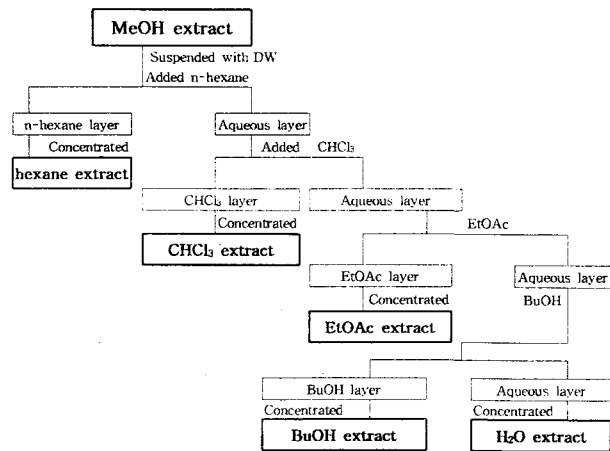 MeOH extract
Suspended with DW
Added n-hexane
n-hexane layer
Aqueous layer
Concentrated
Added CHCl₃
hexane extract
CHCl₃ layer
Aqueous layer
Concentrated
EtOAc
CHCl₃ extract
EtOAc layer
Aqueous layer
Concentrated
BuOH
EtOAc extract
BuOH layer
Aqueous layer
Concentrated
Concentrated
BuOH extract
H₂O extract